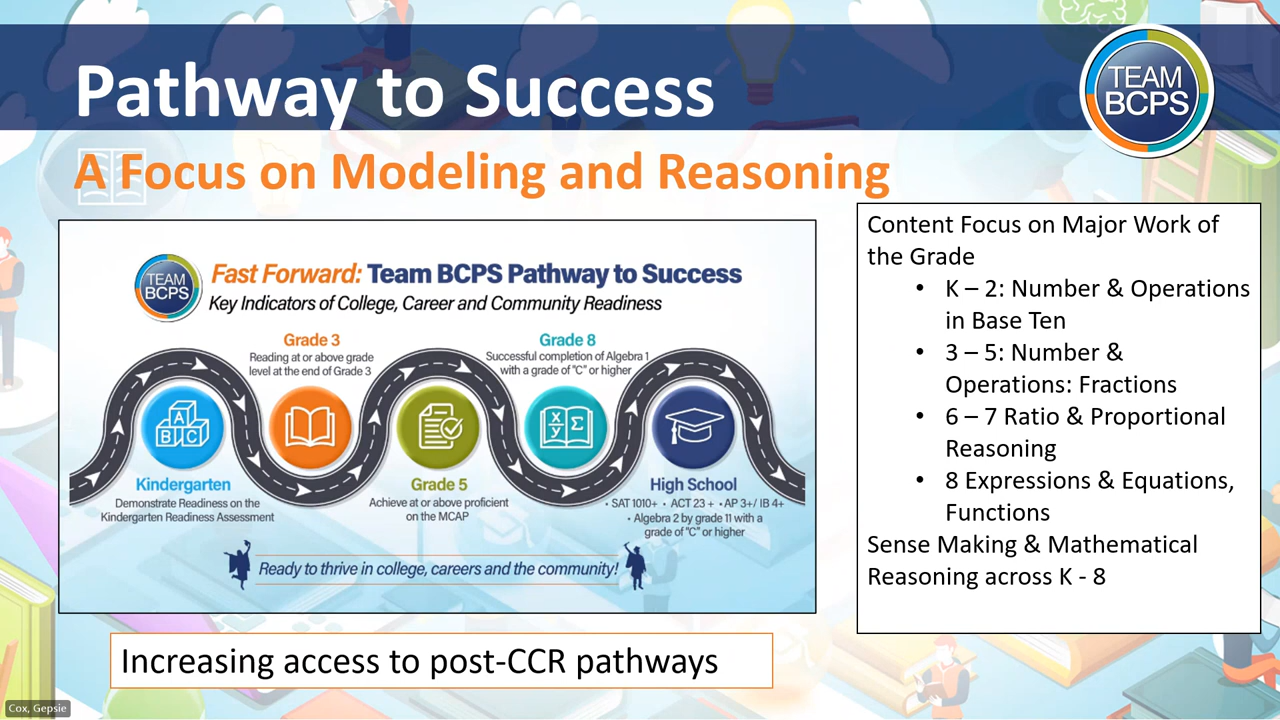 Pathway to Success
TEAM
BCPS
A Focus on Modeling and Reasoning
TEAM
BCPS
Fast Forward: Team BCPS Pathway to Success
Key Indicators of College, Career and Community Readiness
Grade 3
Reading at or above grade
level at the end of Grade 3
Grade 8
Successful completion of Algebra 1
with a grade of "C" or higher
A
B C
X
Y
Σ
Kindergarten
Demonstrate Readiness on the
Kindergarten Readiness Assessment
Grade 5
Achieve at or above proficient
on the MCAP
High School
• SAT 1010+ • ACT 23 + • AP 3+/ IB 4+
• Algebra 2 by grade 11 with a
grade of "C" or higher
Ready to thrive in college, careers and the community!
Content Focus on Major Work of
the Grade
• K – 2: Number & Operations
in Base Ten
• 3 – 5: Number &
Operations: Fractions
• 6 – 7 Ratio & Proportional
Reasoning
• 8 Expressions & Equations,
Functions
Sense Making & Mathematical
Reasoning across K - 8
Increasing access to post-CCR pathways
Cox, Gepsie